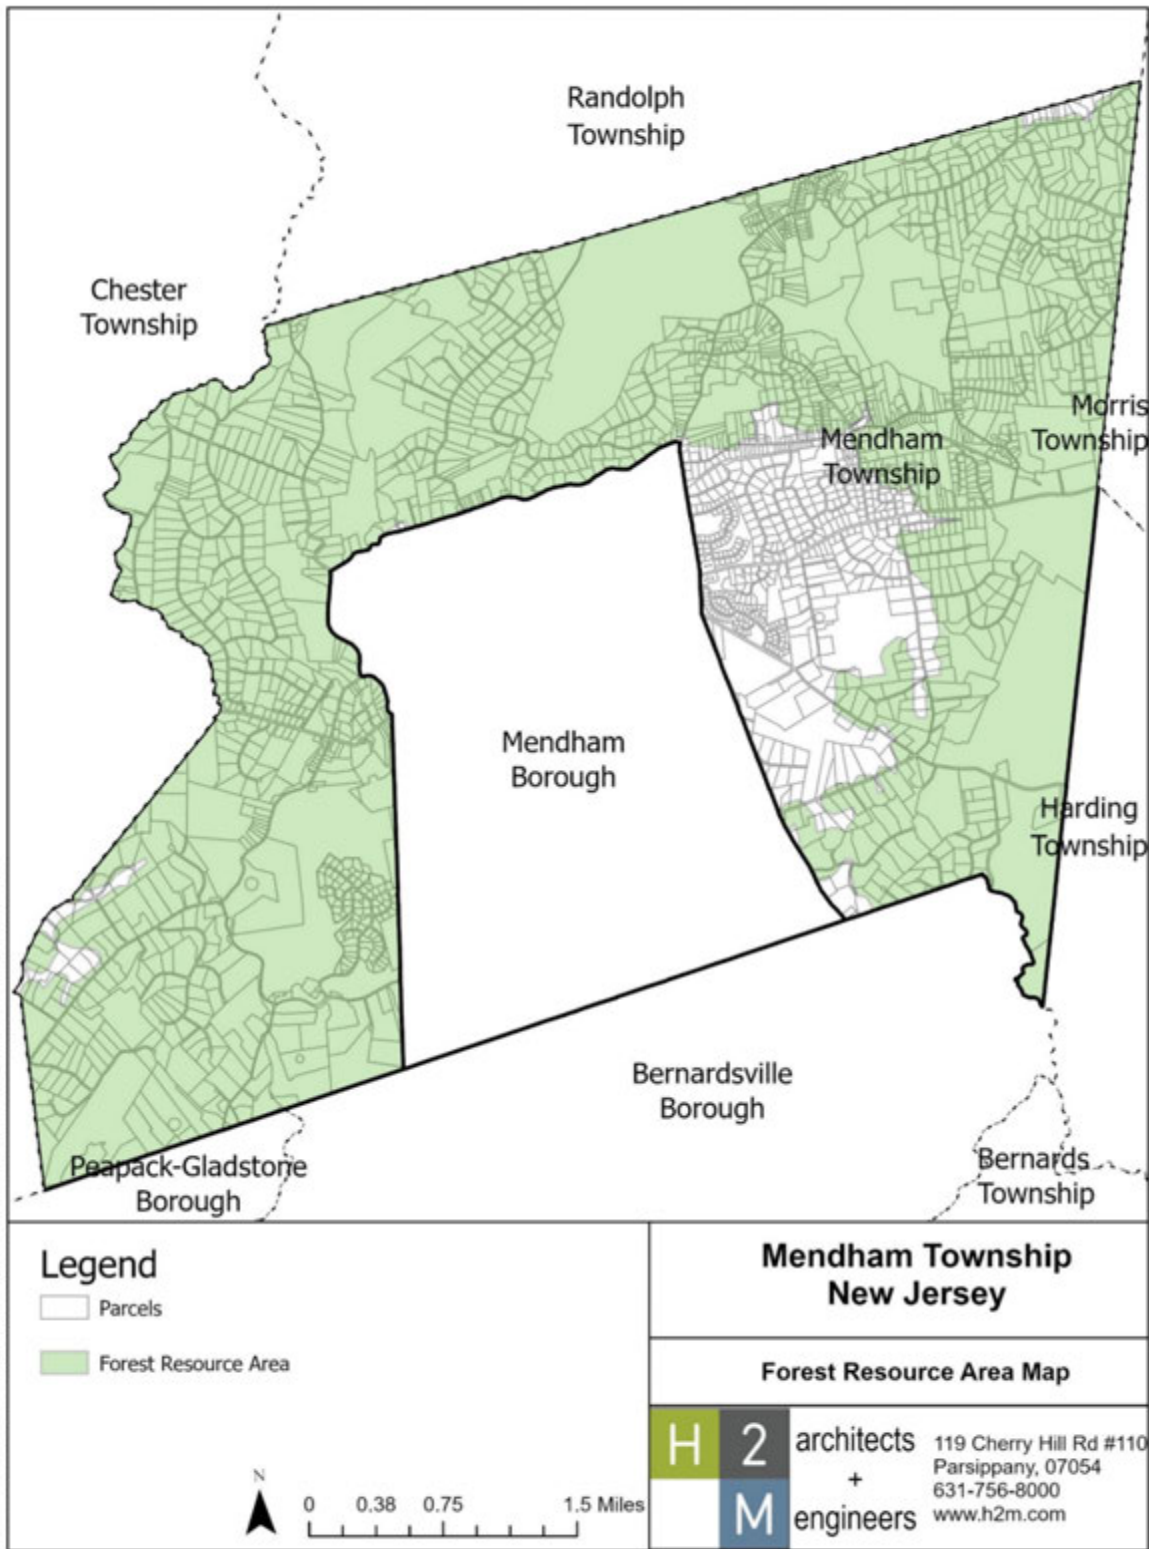 Randolph
Township
Chester
Township
Morris
Township
Mendham
Township
Mendham
Borough
Harding
Township
Bernardsville
Borough
Bernards
Township
Peapack-Gladstone
Borough
Legend
Parcels
Forest Resource Area
N
0 0.38 0.75 1.5 Miles
Mendham Township
New Jersey
Forest Resource Area Map
H2M
architects
+
engineers
119 Cherry Hill Rd #110
Parsippany, 07054
631-756-8000
www.h2m.com